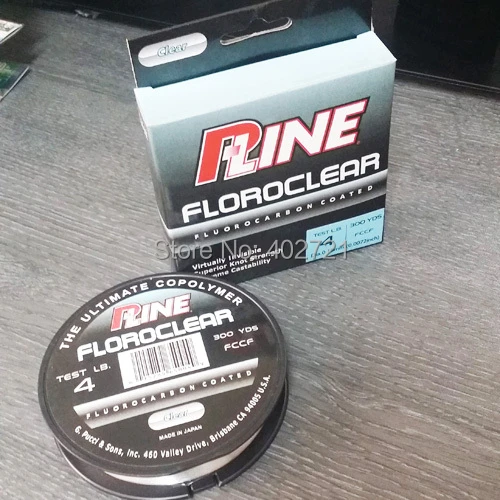 Clear
P-LINE
FLOROCLEAR
FLUOROCARBON COATED
TEST LB.
4
300 YDS
FCCF
Virtually Invisible
Superior Knot Strength
Castability
Store No: 402721
THE ULTIMATE COPOLYMER
P-LINE
FLOROCLEAR
TEST LB.
4
300 YDS
FCCF
FLUOROCARBON COATED
Clear
MADE IN JAPAN
G. Pucci & Sons, Inc. 460 Valley Drive, Brisbane CA 94005 U.S.A.